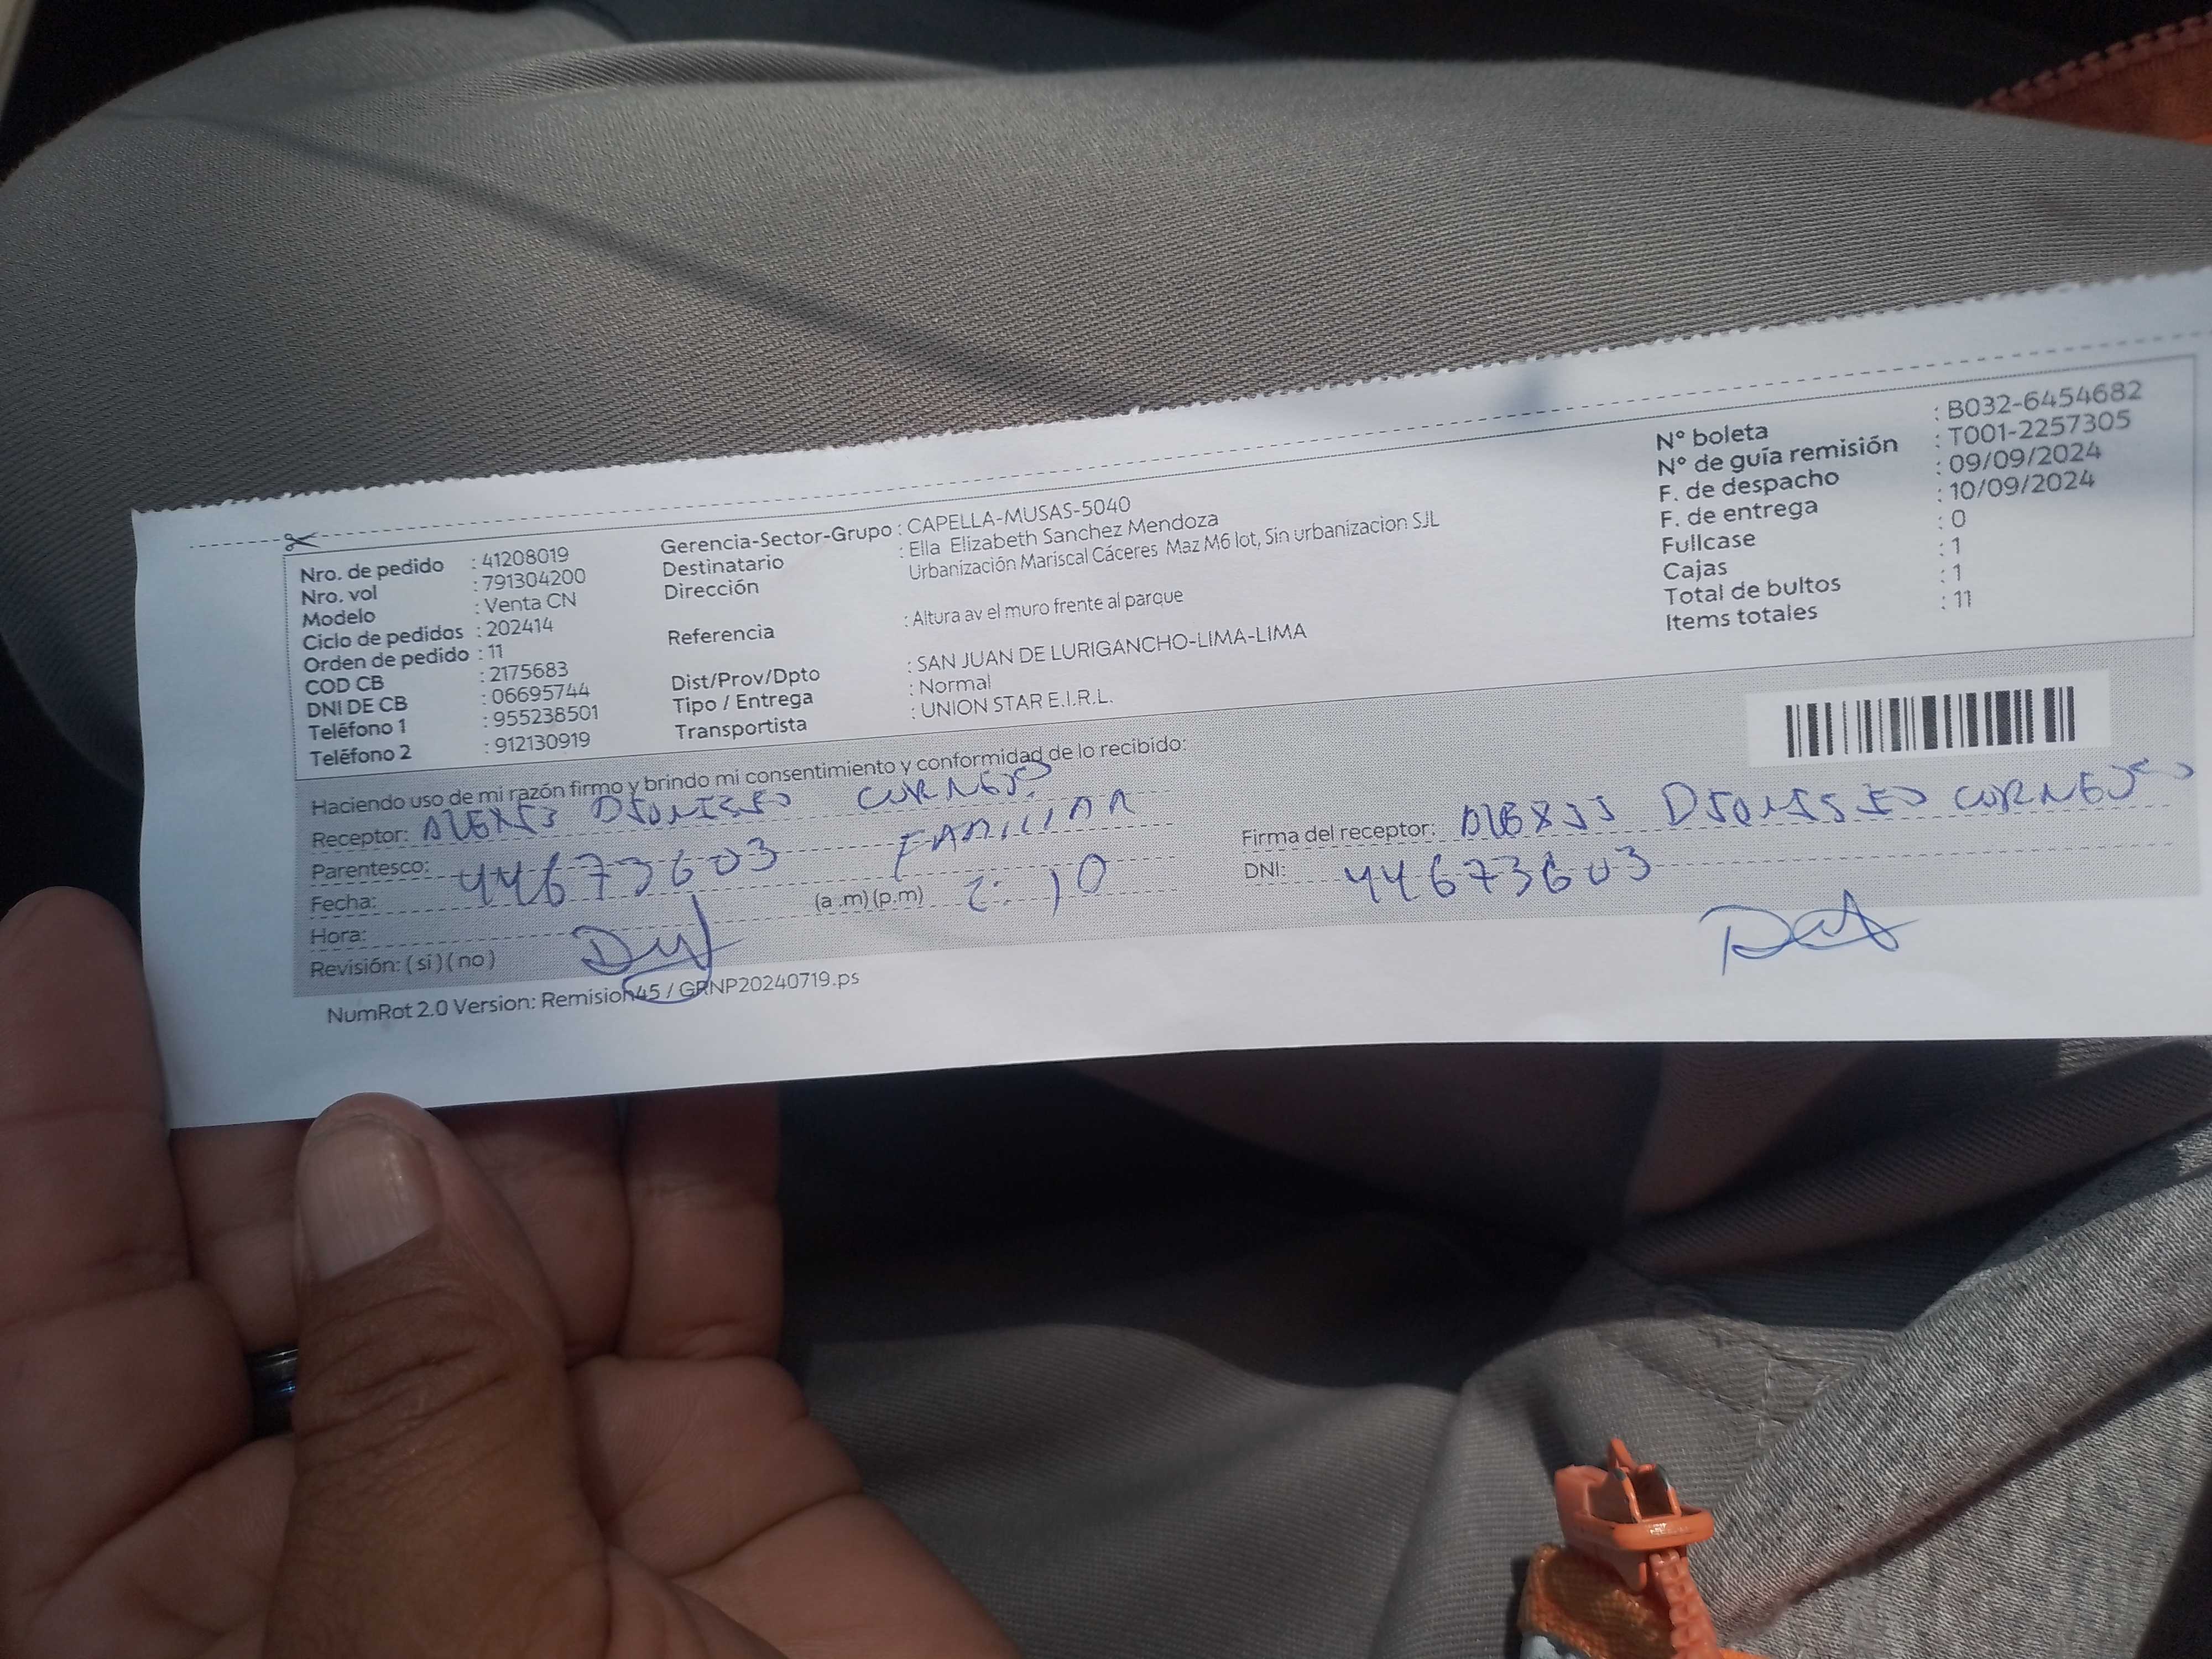 Nro. de pedido : 41208019
Nro. vol : 791304200
Modelo : Venta CN
Ciclo de pedidos : 202414
Orden de pedido : 11
COD CB : 2175683
DNI DE CB : 06695744
Teléfono 1 : 955238501
Teléfono 2 : 912130919
Gerencia-Sector-Grupo : CAPELLA-MUSAS-5040
Destinatario : Ella Elizabeth Sanchez Mendoza
Dirección Urbanización Mariscal Cáceres Maz M6 lot, Sin urbanizacion SJL
Referencia : Altura av el muro frente al parque
Dist/Prov/Dpto : SAN JUAN DE LURIGANCHO-LIMA-LIMA
Tipo / Entrega : Normal
Transportista : UNION STAR E.I.R.L.
N° boleta : B032-6454682
N° de guía remisión : T001-2257305
F. de despacho : 09/09/2024
F. de entrega : 10/09/2024
Fullcase : 0
Cajas : 1
Total de bultos : 1
Items totales : 11
Haciendo uso de mi razón firmo y brindo mi consentimiento y conformidad de lo recibido:
Receptor: ALEXIS DIONISIO CORNEJO
Parentesco: FAMILIAR
Fecha: 44673603
Hora: (a .m) (p.m) 2:10
Revisión: ( si ) ( no )
Firma del receptor: ALEXIS DIONISIO CORNEJO
DNI: 44673603
NumRot 2.0 Version: Remision45 / GRNP20240719.ps